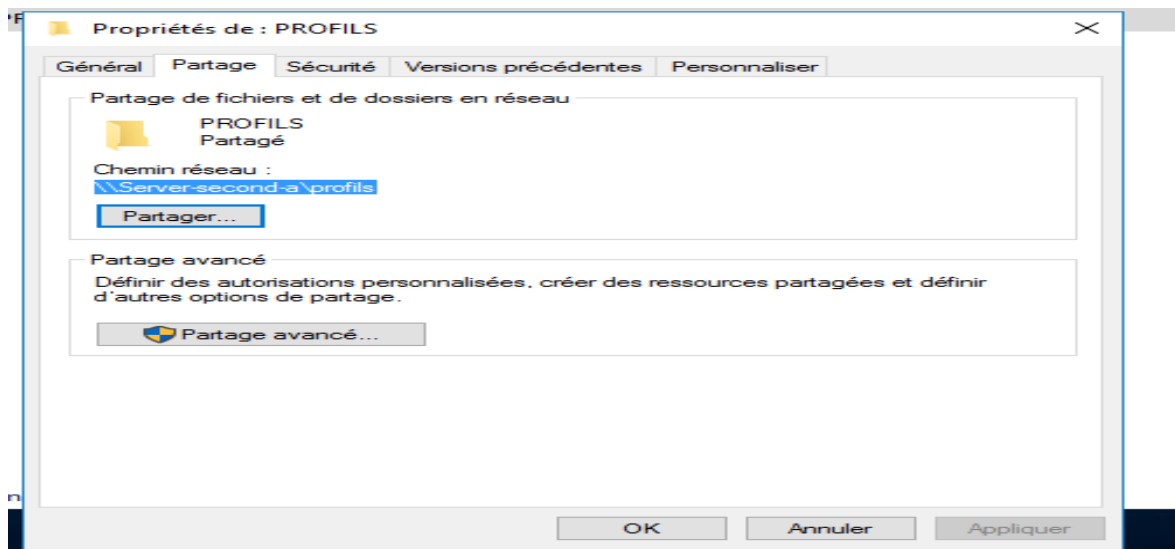 Propriétés de : PROFILS
Général Partage Sécurité Versions précédentes Personnaliser
Partage de fichiers et de dossiers en réseau
PROFILS
Partagé
Chemin réseau :
\\Server-second-a\profils
Partager...
Partage avancé
Définir des autorisations personnalisées, créer des ressources partagées et définir
d'autres options de partage.
Partage avancé...
OK Annuler Appliquer